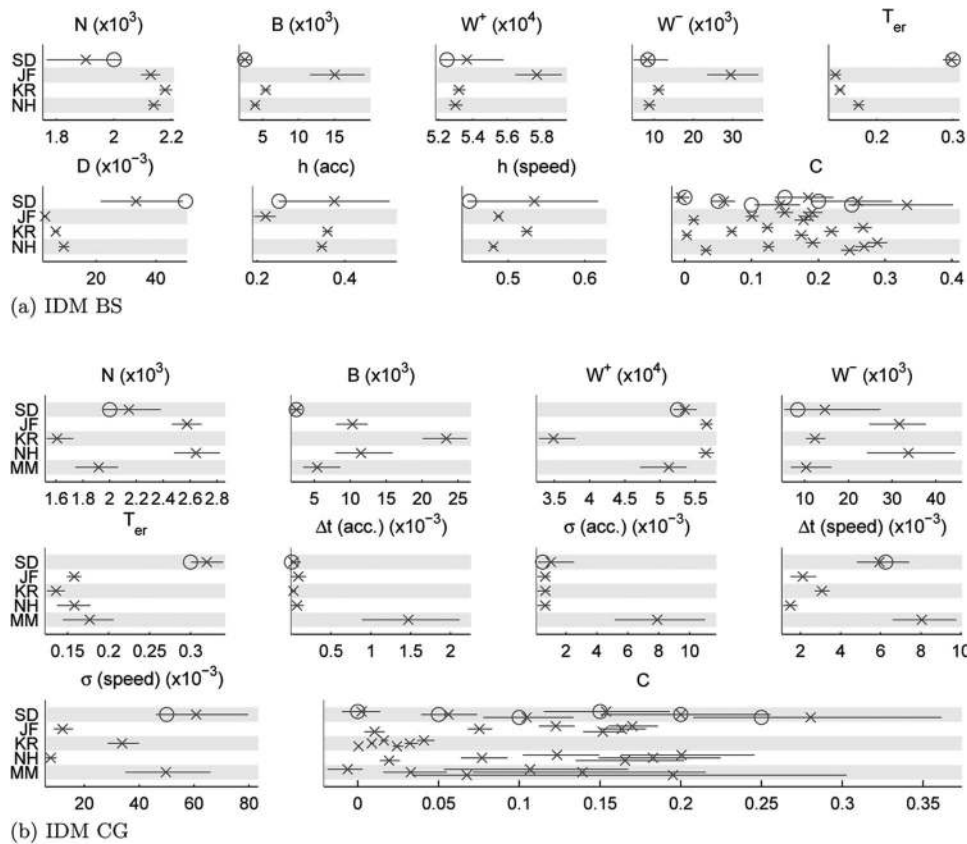 N (x10³) B (x10³) W⁺ (x10⁴) W⁻ (x10³) T_er
SD
JF
KR
NH
1.8 2 2.2 5 10 15 5.2 5.4 5.6 5.8 10 30 0.2 0.3
D (x10⁻³) h (acc) h (speed) C
SD
JF
KR
NH
20 40 0.2 0.4 0.5 0.6 0 0.1 0.2 0.3 0.4
(a) IDM BS
N (x10³) B (x10³) W⁺ (x10⁴) W⁻ (x10³)
SD
JF
KR
NH
MM
1.6 1.8 2 2.2 2.4 2.6 2.8 5 10 15 20 25 3.5 4 4.5 5 5.5 10 20 30 40
T_er Δt (acc.) (x10⁻³) σ (acc.) (x10⁻³) Δt (speed) (x10⁻³)
SD
JF
KR
NH
MM
0.15 0.2 0.25 0.3 0 1 2 2 4 6 8 10 2 4 6 8 10
σ (speed) (x10⁻³) C
SD
JF
KR
NH
MM
20 40 60 80 0 0.05 0.1 0.15 0.2 0.25 0.3 0.35
(b) IDM CG